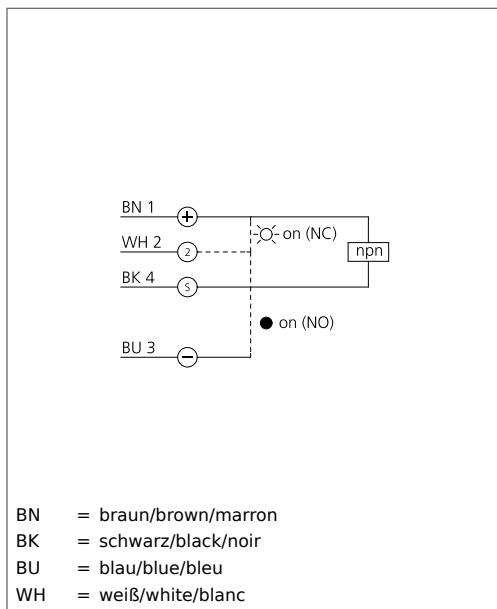 BN 1
+
on (NC)
WH 2
2
npn
BK 4
S
on (NO)
BU 3
−
BN = braun/brown/marron
BK = schwarz/black/noir
BU = blau/blue/bleu
WH = weiß/white/blanc